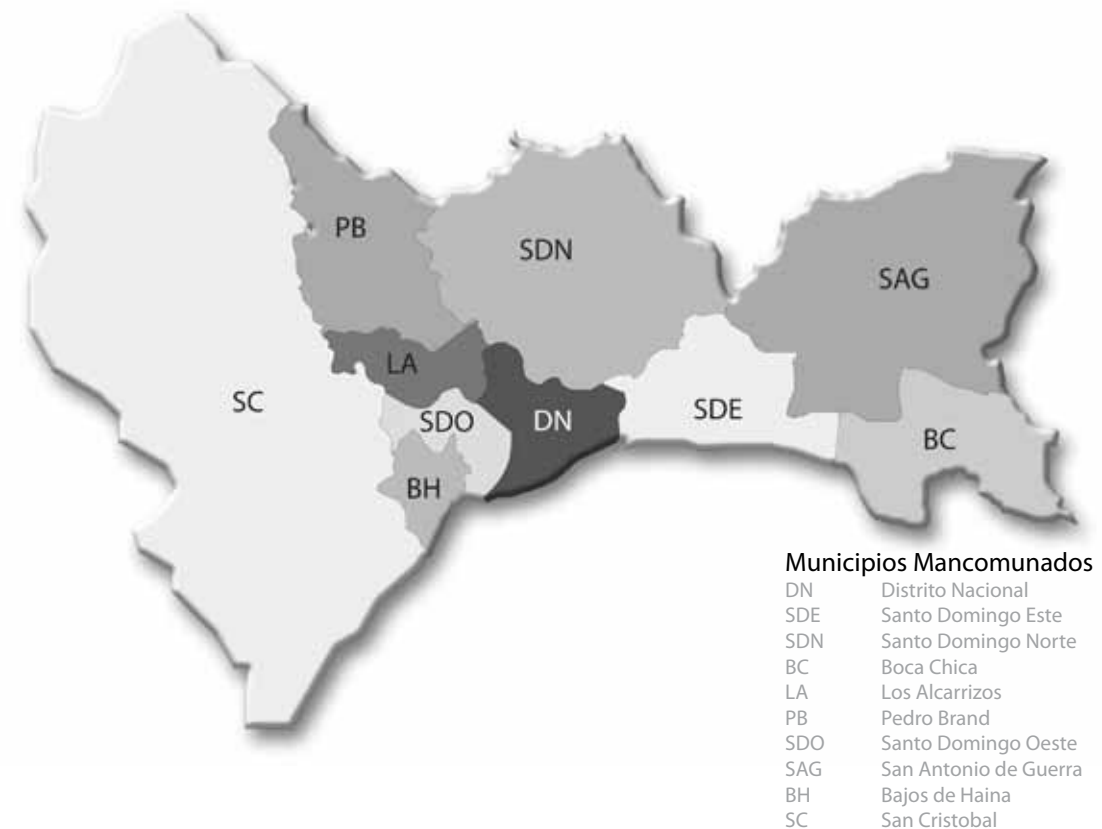 PB
SDN
SAG
LA
SC
SDO
DN
SDE
BC
BH
Municipios Mancomunados
DN Distrito Nacional
SDE Santo Domingo Este
SDN Santo Domingo Norte
BC Boca Chica
LA Los Alcarrizos
PB Pedro Brand
SDO Santo Domingo Oeste
SAG San Antonio de Guerra
BH Bajos de Haina
SC San Cristobal